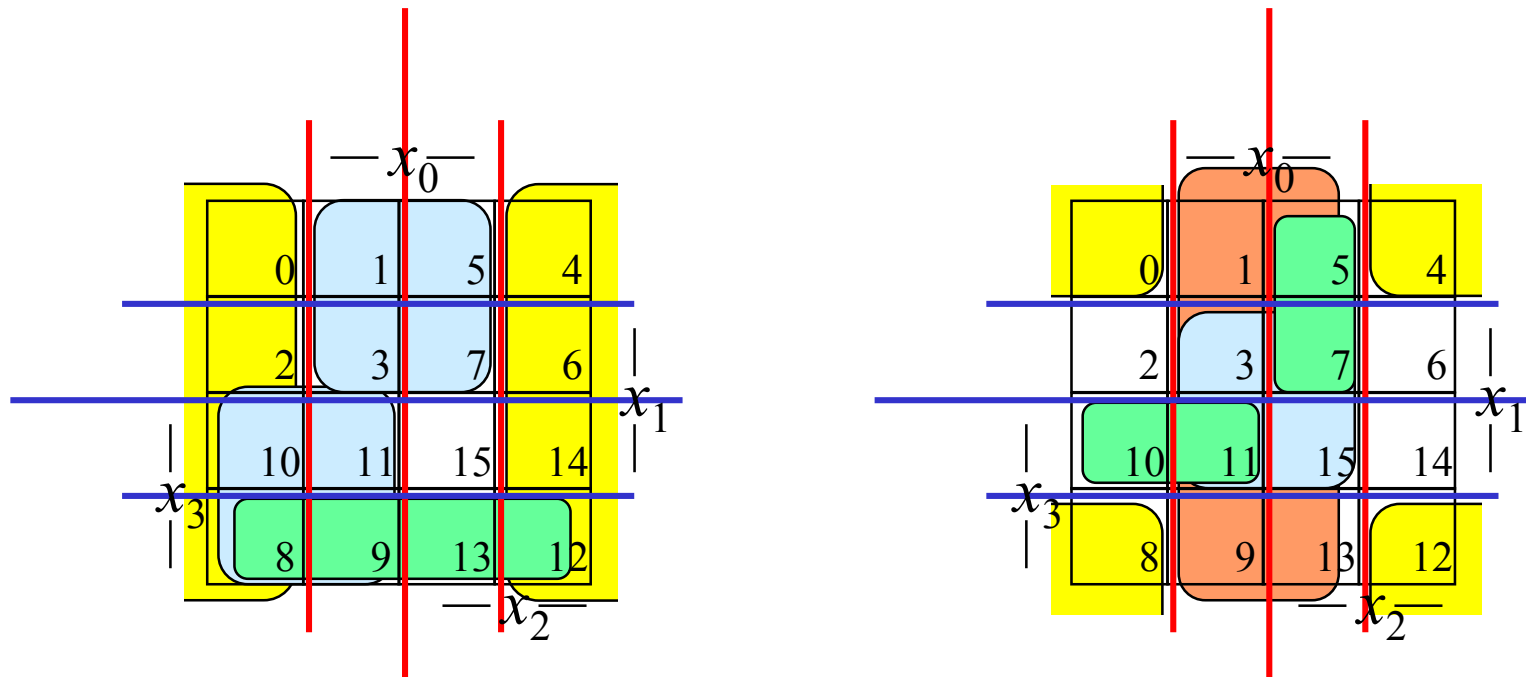 x0 x0
0 1 5 4 0 1 5 4
2 3 7 6 2 3 7 6
x1 x1
10 11 15 14 10 11 15 14
x3 x3
8 9 13 12 8 9 13 12
x2 x2